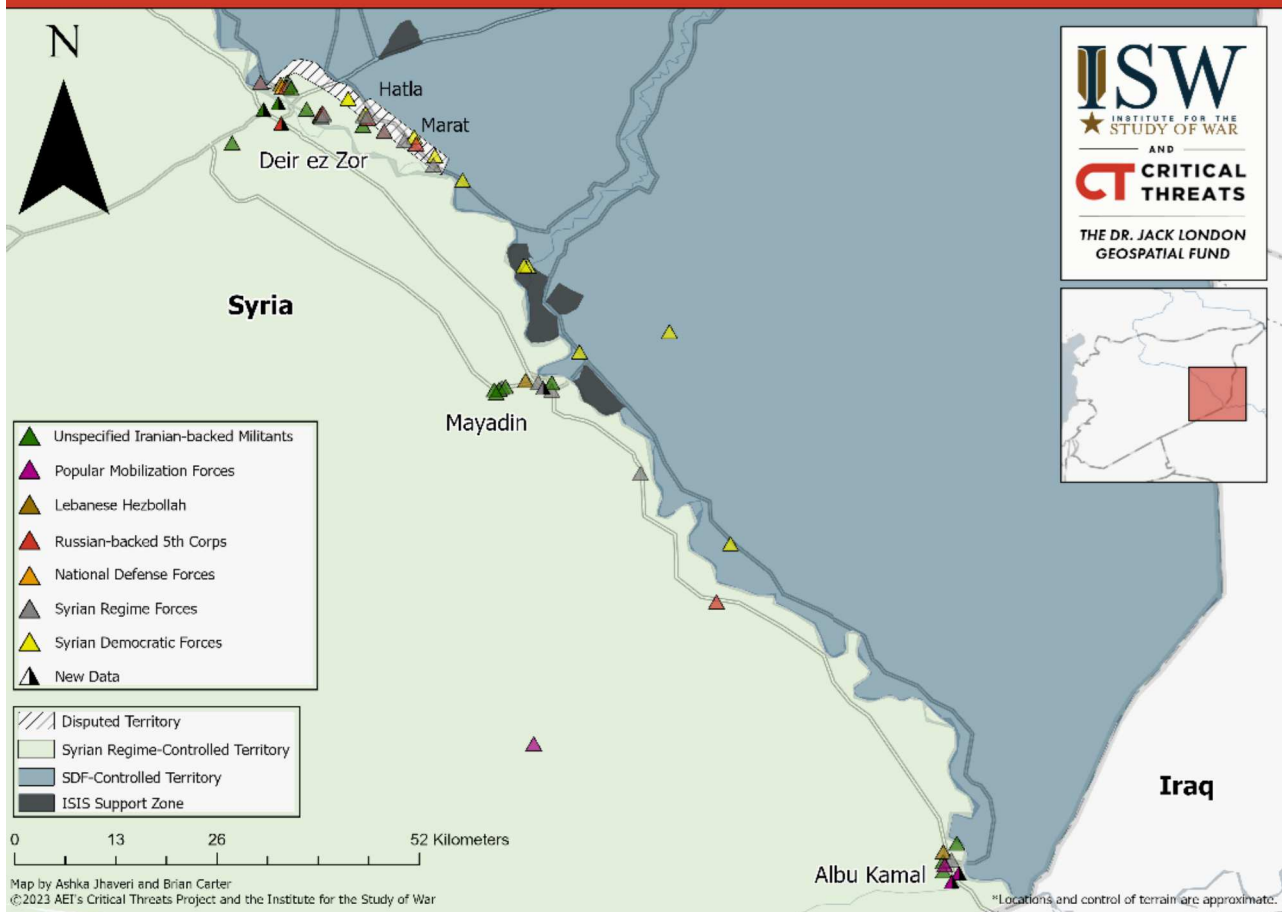 N
Hatla
Marat
Deir ez Zor
Syria
Mayadin
Albu Kamal
Iraq
ISW
INSTITUTE FOR THE
STUDY OF WAR
AND
CT CRITICAL
THREATS
THE DR. JACK LONDON
GEOSPATIAL FUND
Unspecified Iranian-backed Militants
Popular Mobilization Forces
Lebanese Hezbollah
Russian-backed 5th Corps
National Defense Forces
Syrian Regime Forces
Syrian Democratic Forces
New Data
Disputed Territory
Syrian Regime-Controlled Territory
SDF-Controlled Territory
ISIS Support Zone
0 13 26 52 Kilometers
Map by Ashka Jhaveri and Brian Carter
©2023 AEI's Critical Threats Project and the Institute for the Study of War
*Locations and control of terrain are approximate.